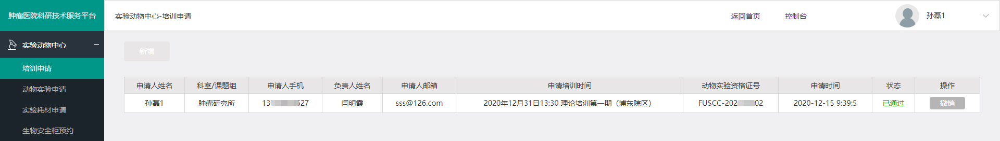 肿瘤医院科研技术服务平台
实验动物中心-培训申请
返回首页
控制台
孙磊1
实验动物中心
培训申请
动物实验申请
实验耗材申请
生物安全柜预约
新增
申请人姓名 科室/课题组 申请人手机 负责人姓名 申请人邮箱 申请培训时间 动物实验资格证号 申请时间 状态 操作
孙磊1 肿瘤研究所 13 627 闫明霞 sss@126.com 2020年12月31日13:30 理论培训第一期（浦东院区） FUSCC-202 02 2020-12-15 9:39:5 已通过 撤销